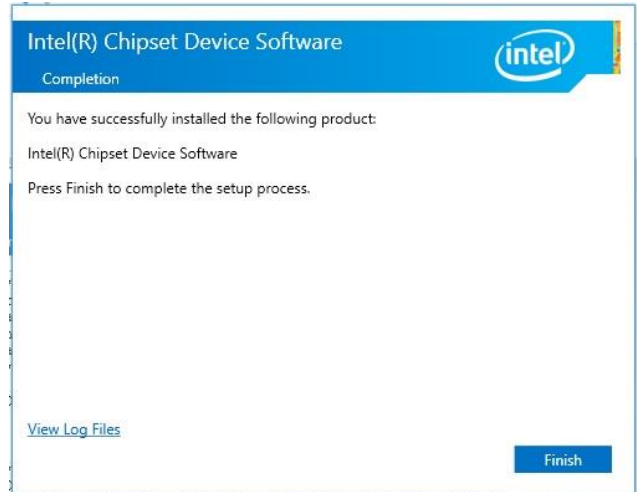 Intel(R) Chipset Device Software
intel
Completion
You have successfully installed the following product:
Intel(R) Chipset Device Software
Press Finish to complete the setup process.
View Log Files
Finish